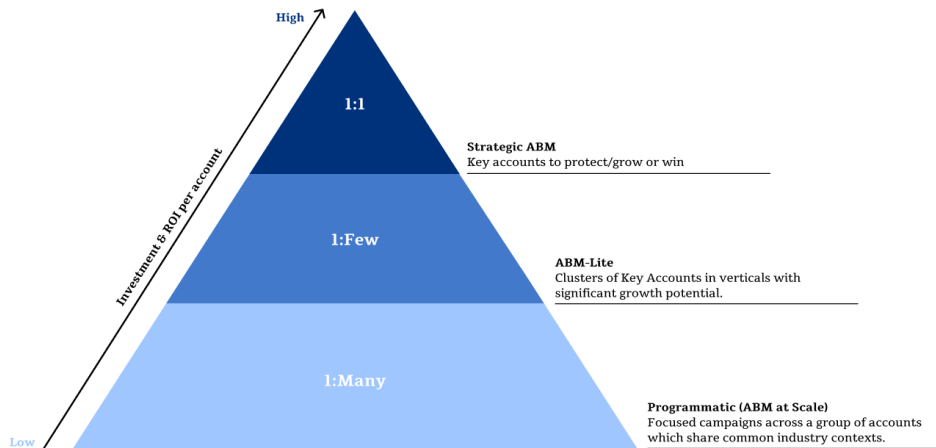 High
1:1
Strategic ABM
Key accounts to protect/grow or win
Investment & ROI per account
1:Few
ABM-Lite
Clusters of Key Accounts in verticals with
significant growth potential.
1:Many
Programmatic (ABM at Scale)
Focused campaigns across a group of accounts
which share common industry contexts.
Low